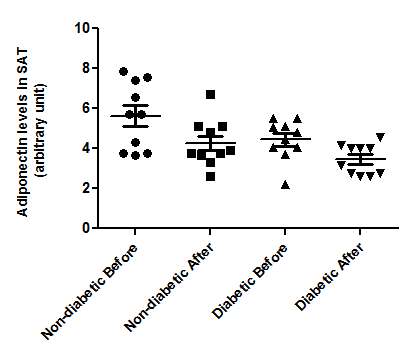 Adiponectin levels in SAT
(arbitrary unit)
10
8
6
4
2
0
Non-diabetic Before
Non-diabetic After
Diabetic Before
Diabetic After